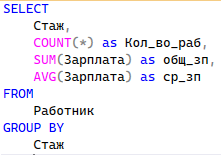 SELECT
Стаж,
COUNT(*) as Кол_во_раб,
SUM(Зарплата) as общ_зп,
AVG(Зарплата) as ср_зп
FROM
Работник
GROUP BY
Стаж